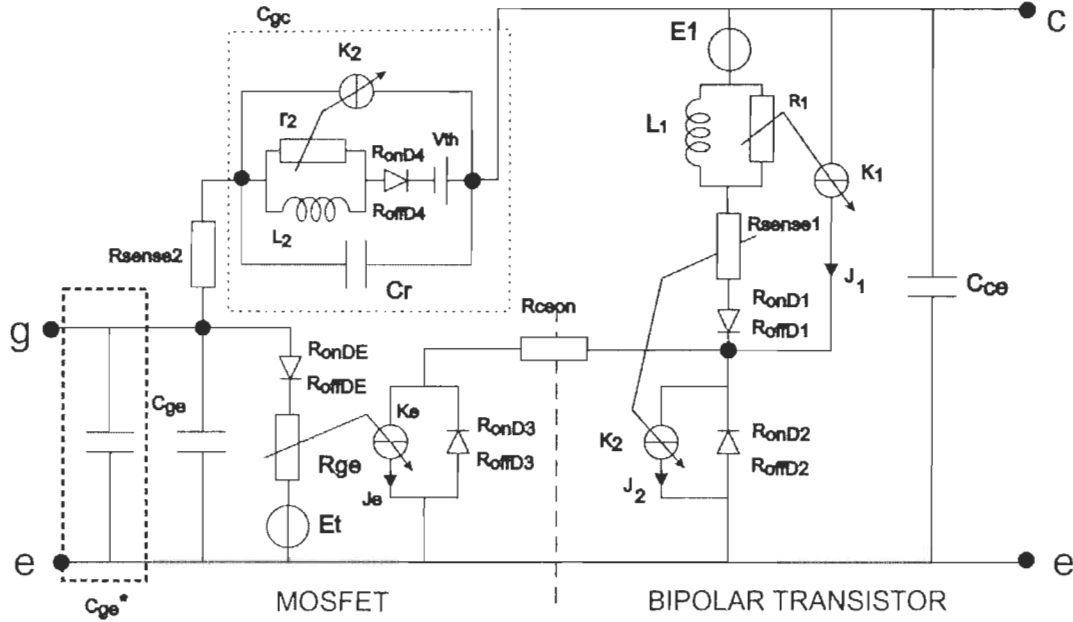 Cgc
c
K2
E1
r2
RonD4
Vth
RoffD4
L2
Cr
L1
R1
K1
Rsense2
Rsense1
J1
Cce
RonD1
RoffD1
Rceon
g
RonDE
RoffDE
Cge
Ke
RonD3
RoffD3
Rge
Je
K2
RonD2
RoffD2
J2
Et
e
e
Cge*
MOSFET
BIPOLAR TRANSISTOR